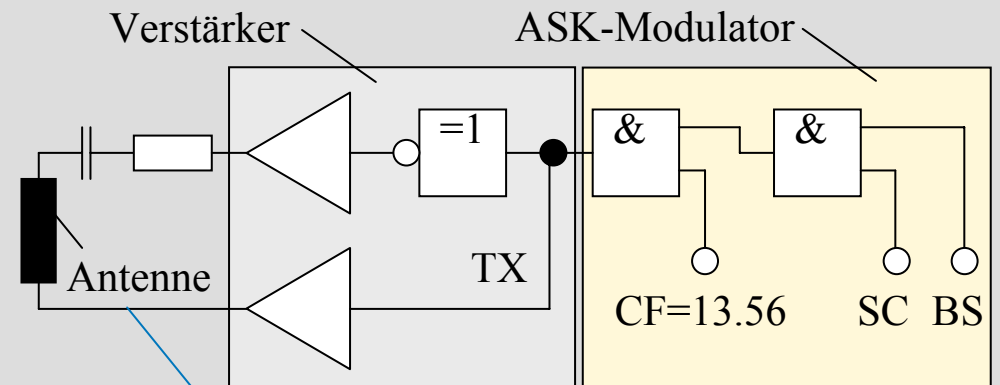 Verstärker
ASK-Modulator
=1
&
&
Antenne
TX
CF=13.56
SC
BS